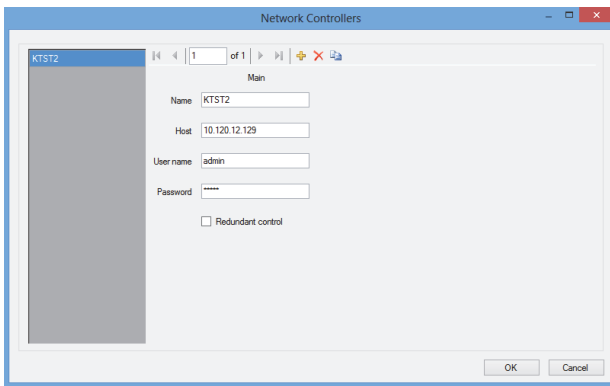 Network Controllers
KTST2
1 of 1
Main
Name KTST2
Host 10.120.12.129
User name admin
Password *****
Redundant control
OK Cancel